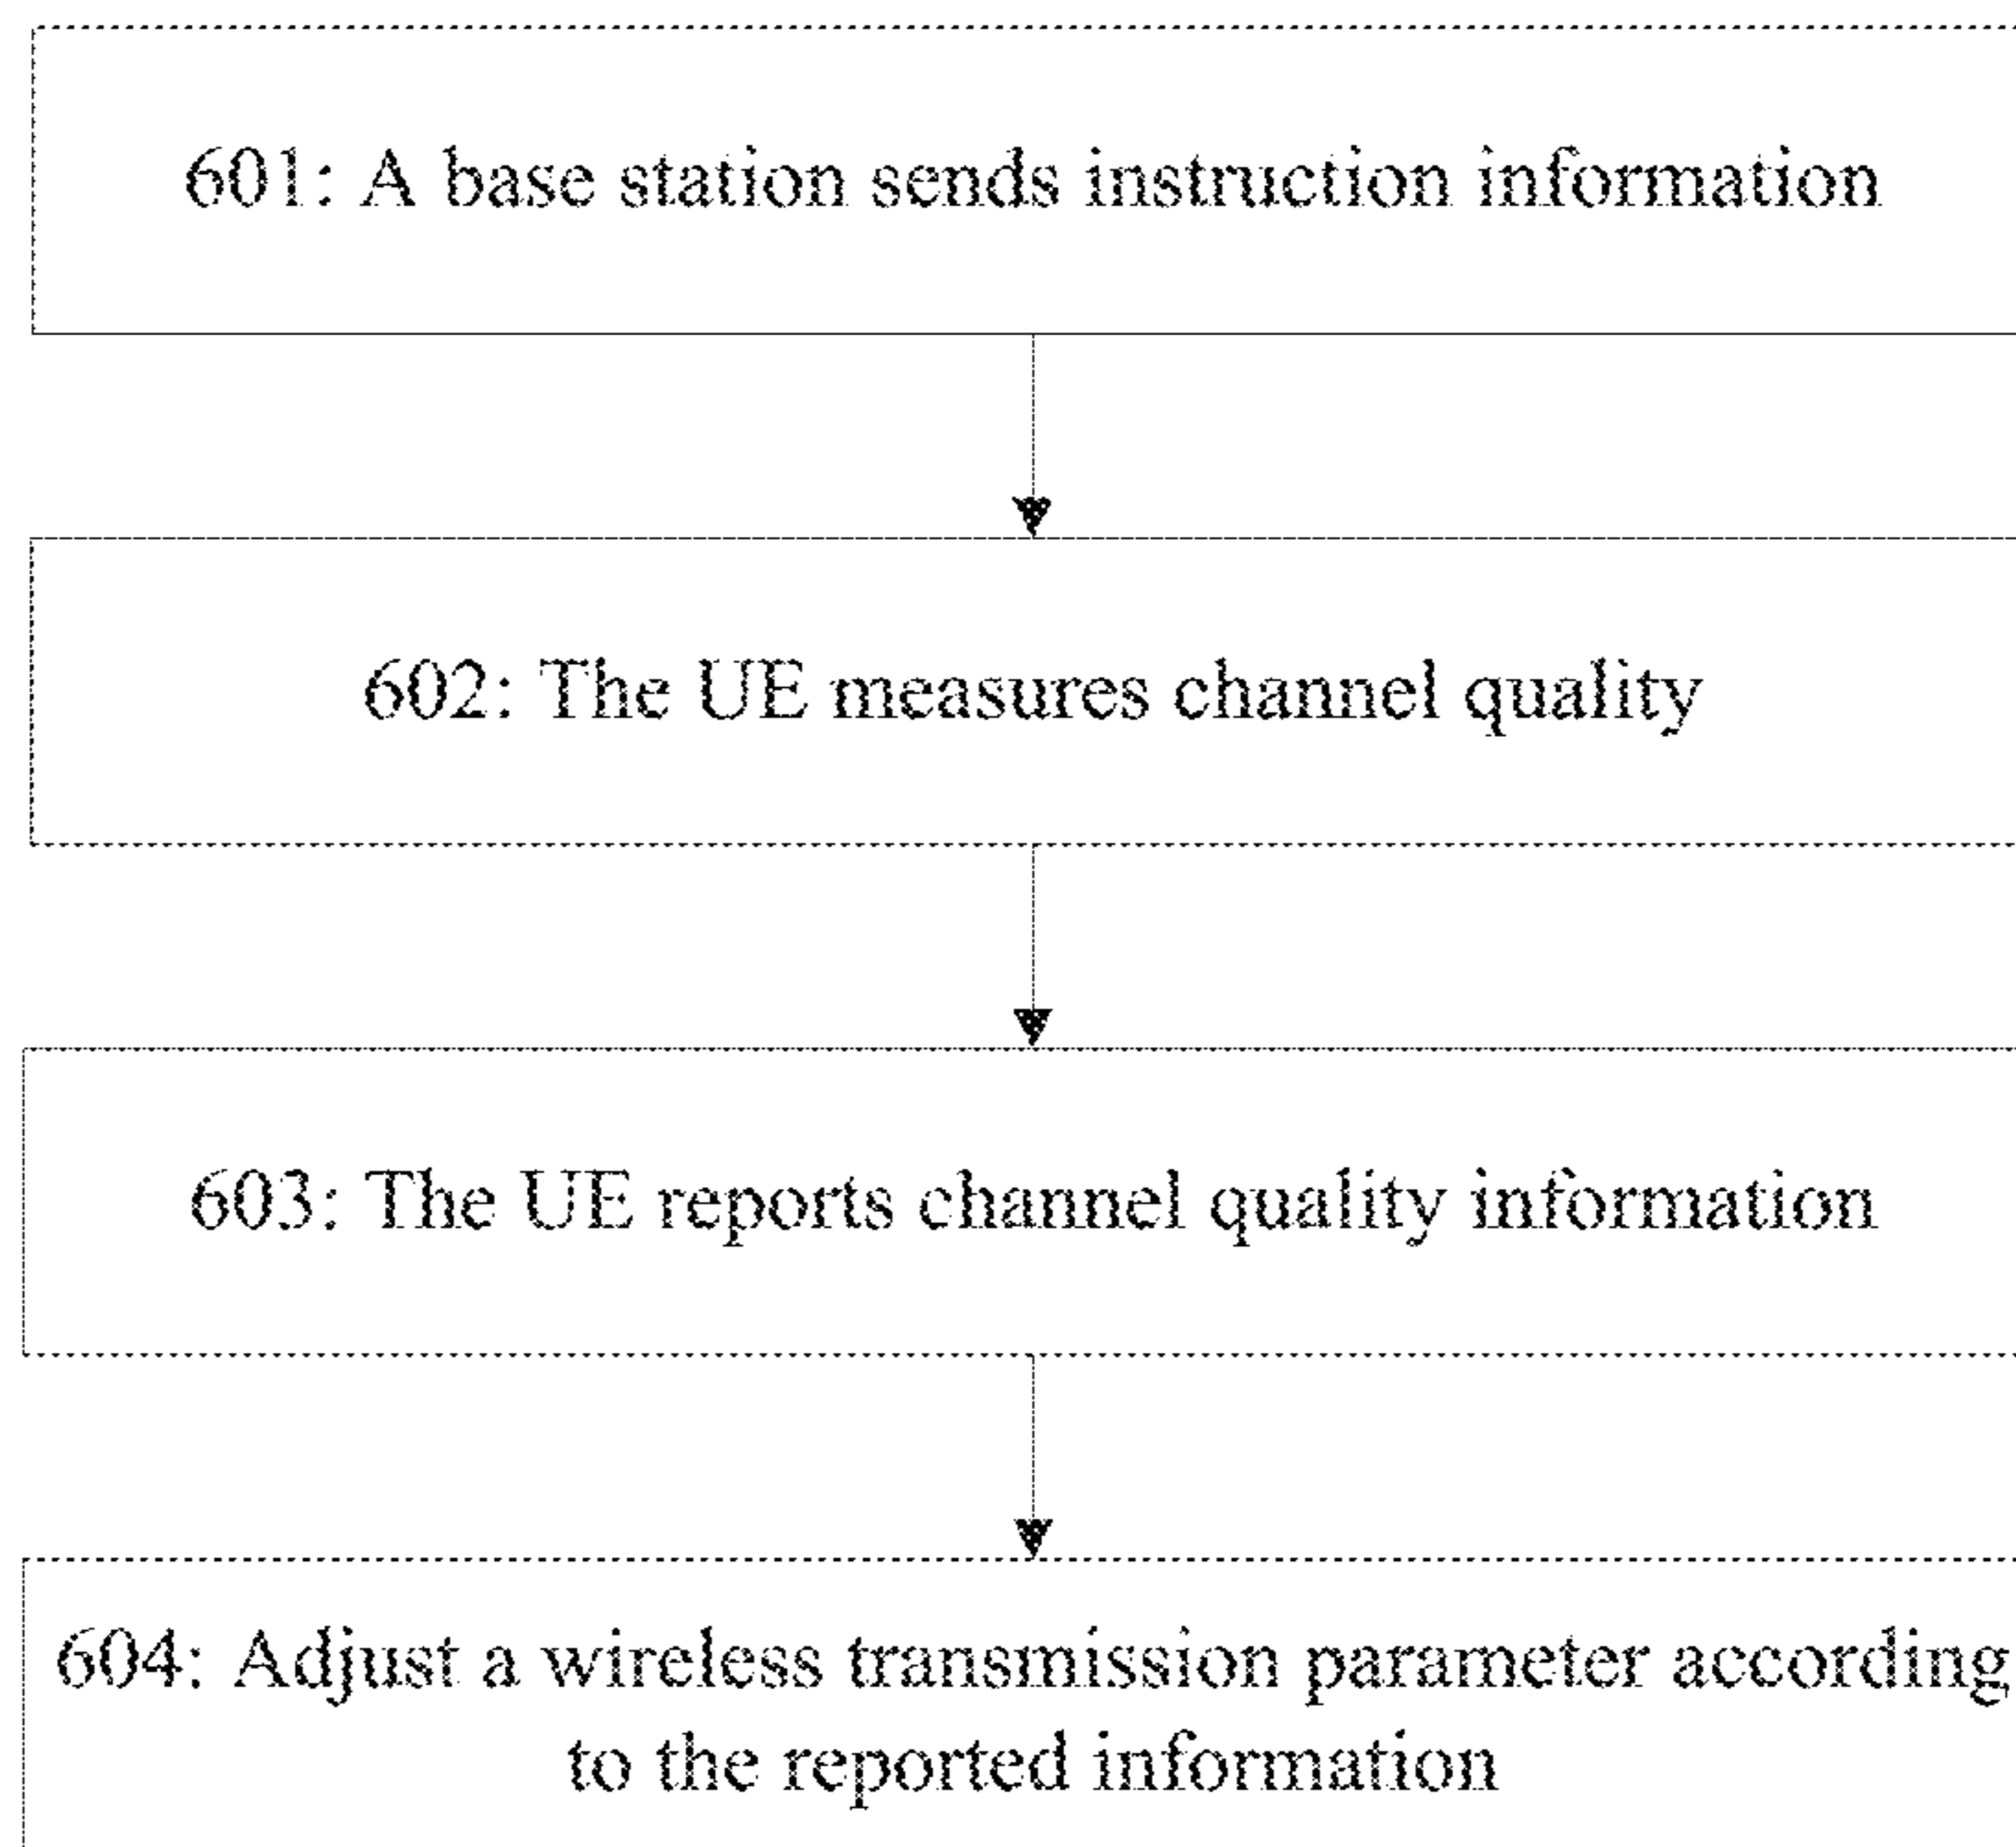 601: A base station sends instruction information
602: The UE measures channel quality
603: The UE reports channel quality information
604: Adjust a wireless transmission parameter according
to the reported information